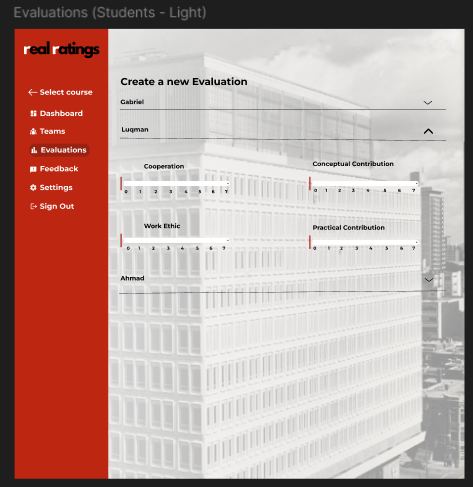 Evaluations (Students - Light)
real ratings
Select course
Dashboard
Teams
Evaluations
Feedback
Settings
Sign Out
Create a new Evaluation
Gabriel
Luqman
Cooperation
0 1 2 3 4 5 6 7
Conceptual Contribution
0 1 2 3 4 5 6 7
Work Ethic
0 1 2 3 4 5 6 7
Practical Contribution
0 1 2 3 4 5 6 7
Ahmad